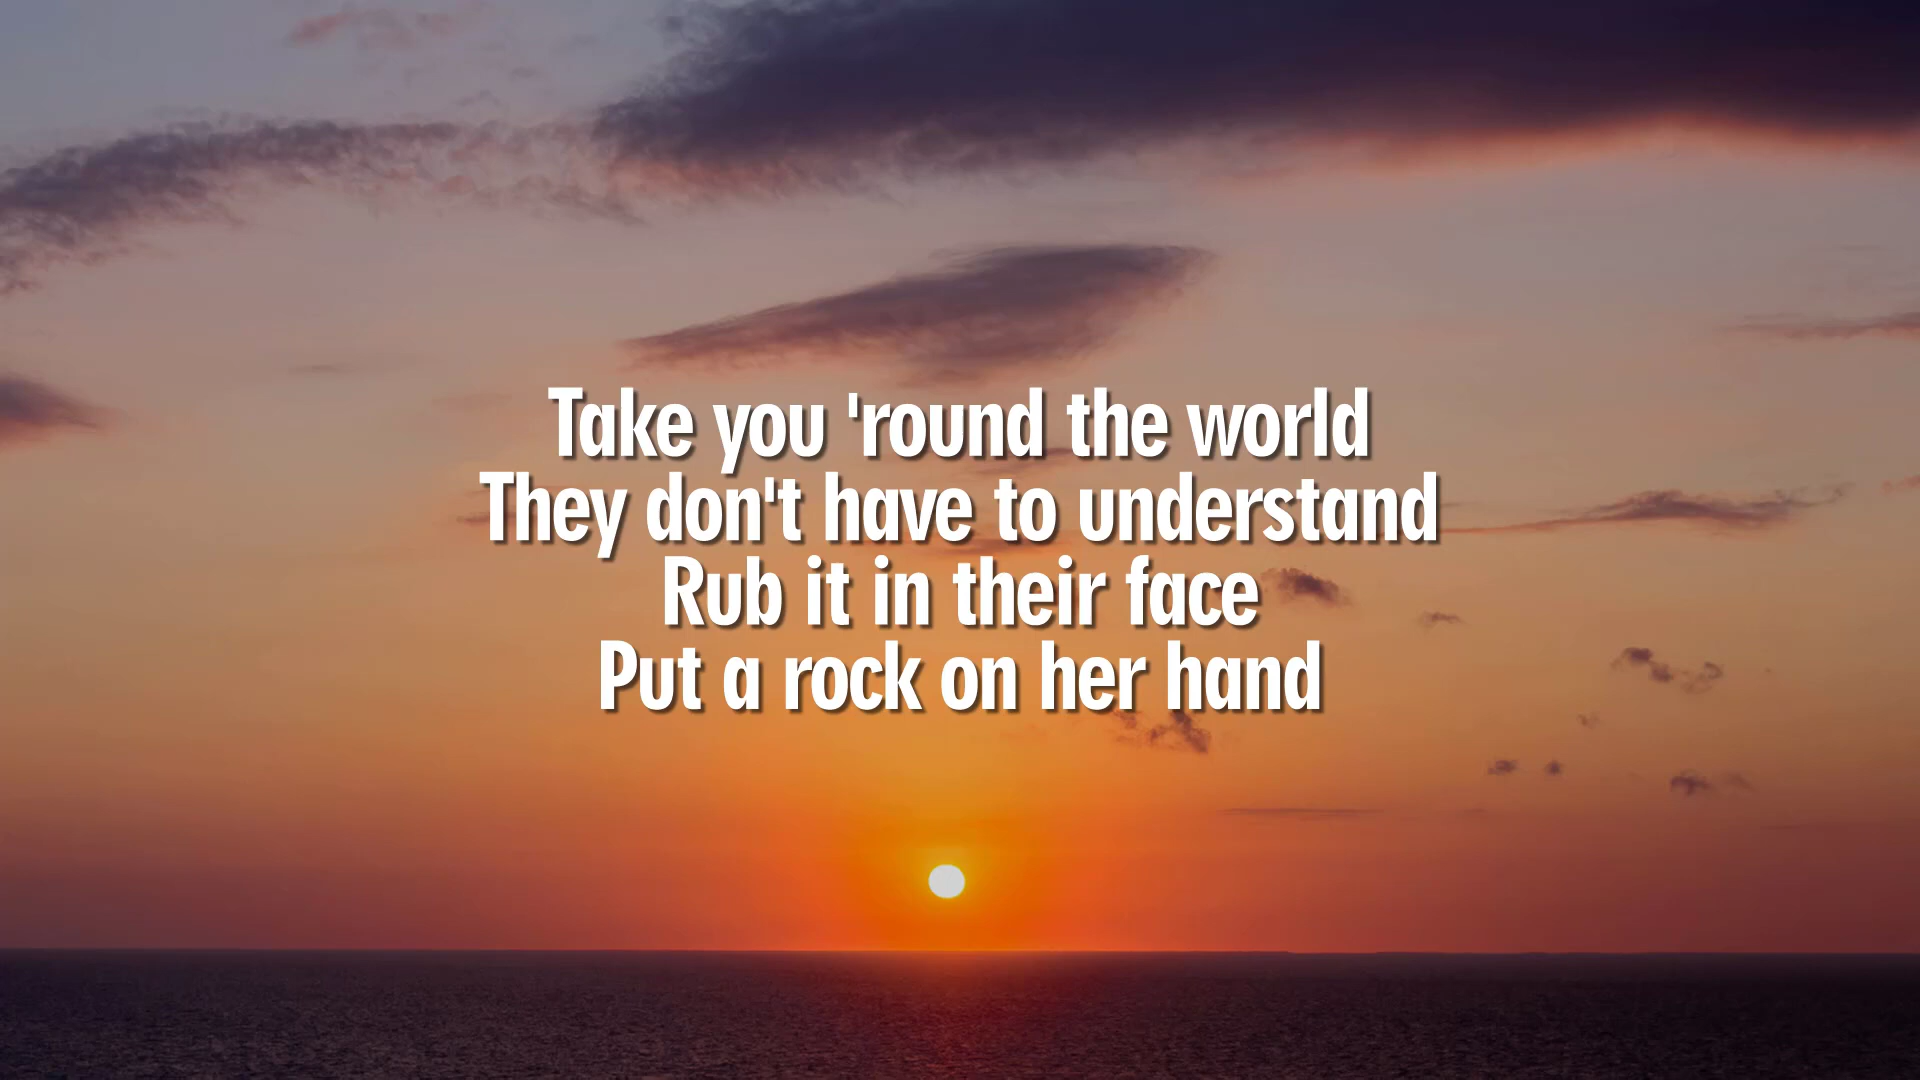 Take you 'round the world
They don't have to understand
Rub it in their face
Put a rock on her hand